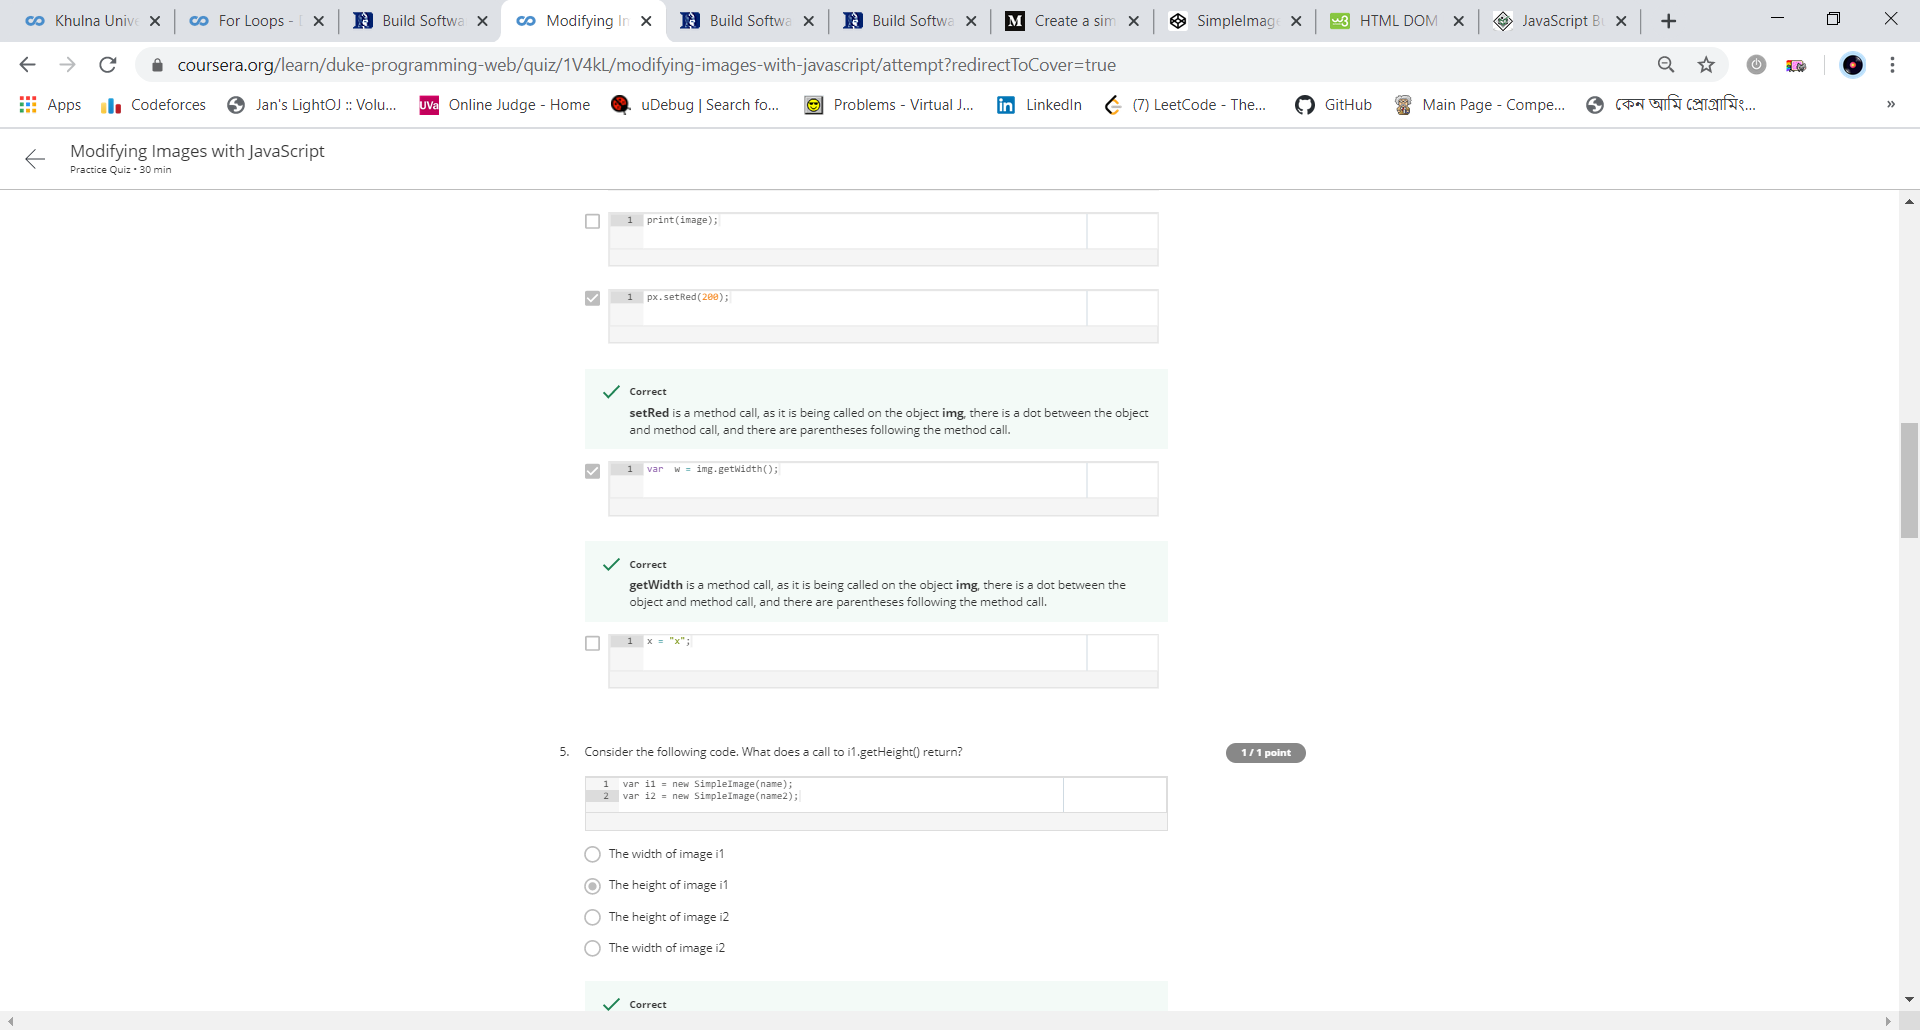 Khulna Unive
For Loops -
Build Softwa
Modifying In
Build Softwa
Build Softwa
M
Create a sim
SimpleImage
HTML DOM
JavaScript B
coursera.org/learn/duke-programming-web/quiz/1V4kL/modifying-images-with-javascript/attempt?redirectToCover=true
Apps
Codeforces
Jan's LightOJ :: Volu...
UVa
Online Judge - Home
uDebug | Search fo...
Problems - Virtual J...
in
LinkedIn
(7) LeetCode - The...
GitHub
Main Page - Compe...
কেন আমি প্রোগ্রামিং...
»
Modifying Images with JavaScript
Practice Quiz • 30 min
1 print(image);
1 px.setRed(200);
Correct
setRed is a method call, as it is being called on the object img, there is a dot between the object
and method call, and there are parentheses following the method call.
1 var  w = img.getWidth();
Correct
getWidth is a method call, as it is being called on the object img, there is a dot between the
object and method call, and there are parentheses following the method call.
1 x = "x";
5. Consider the following code. What does a call to i1.getHeight() return?
1 / 1 point
1 var i1 = new SimpleImage(name);
2 var i2 = new SimpleImage(name2);
The width of image i1
The height of image i1
The height of image i2
The width of image i2
Correct